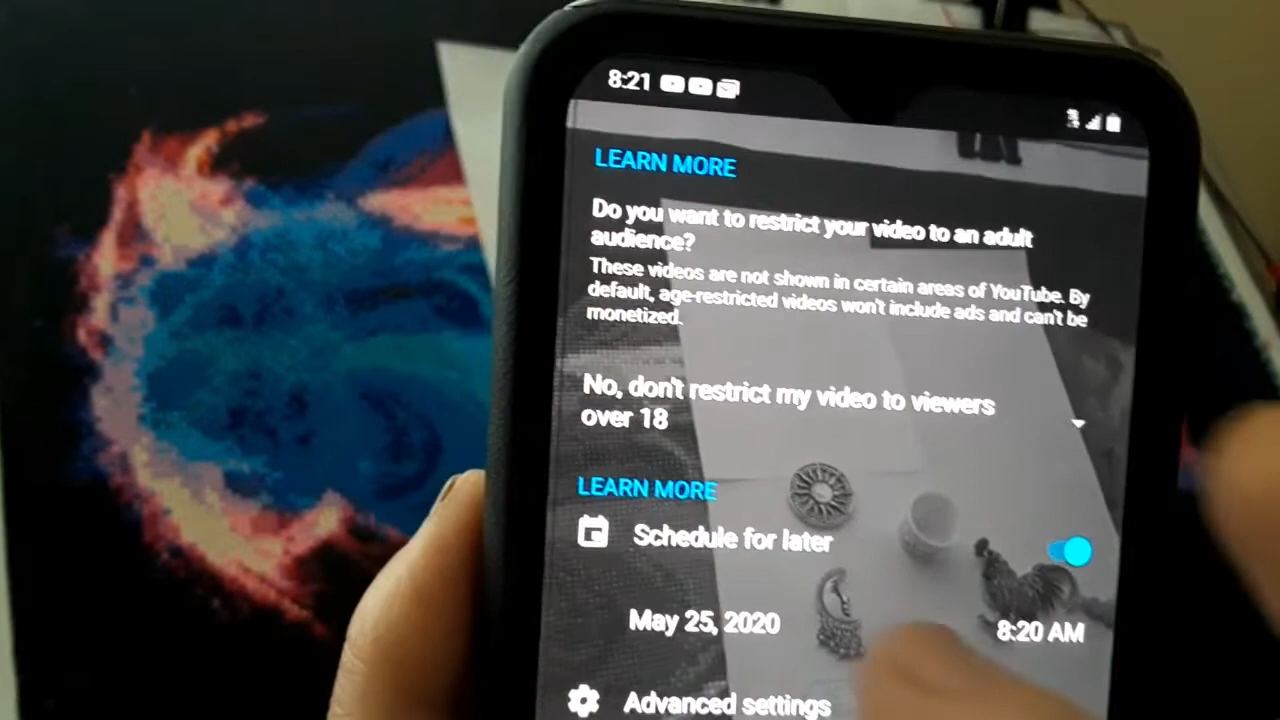 8:21
LEARN MORE
Do you want to restrict your video to an adult
audience?
These videos are not shown in certain areas of YouTube. By
default, age-restricted videos won't include ads and can't be
monetized.
No, don't restrict my video to viewers
over 18
LEARN MORE
Schedule for later
May 25, 2020 8:20 AM
Advanced settings